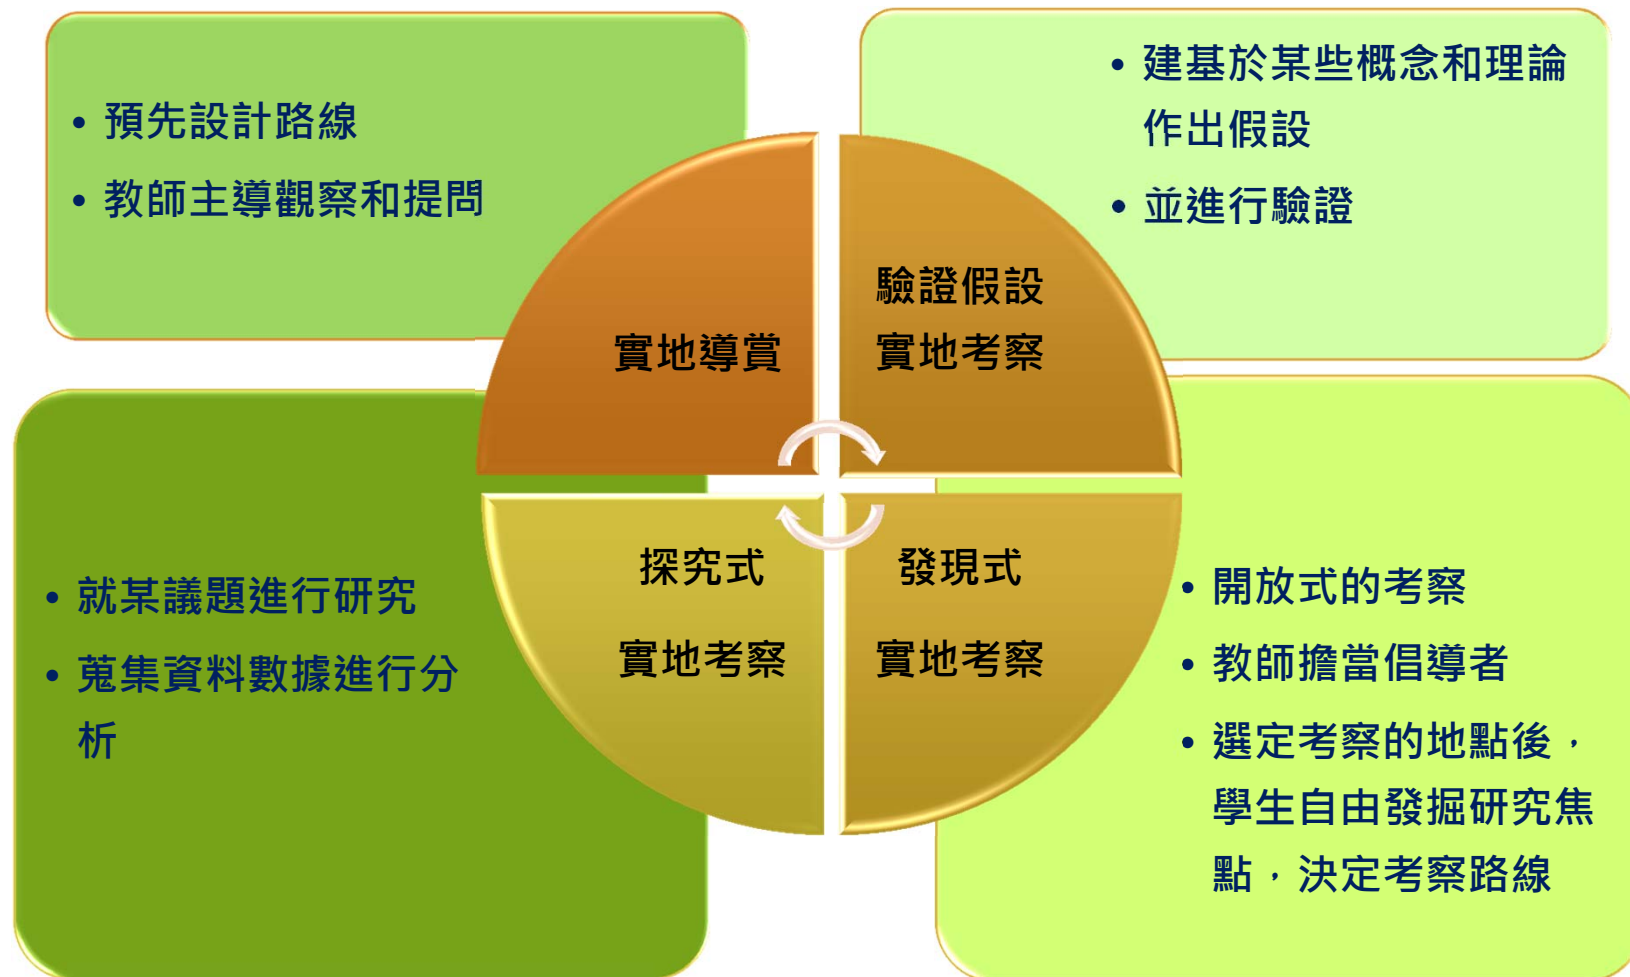 • 預先設計路線
• 教師主導觀察和提問
• 建基於某些概念和理論
作出假設
• 並進行驗證
實地導賞
驗證假設
實地考察
探究式
實地考察
發現式
實地考察
• 就某議題進行研究
• 蒐集資料數據進行分
析
• 開放式的考察
• 教師擔當倡導者
• 選定考察的地點後，
學生自由發掘研究焦
點，決定考察路線